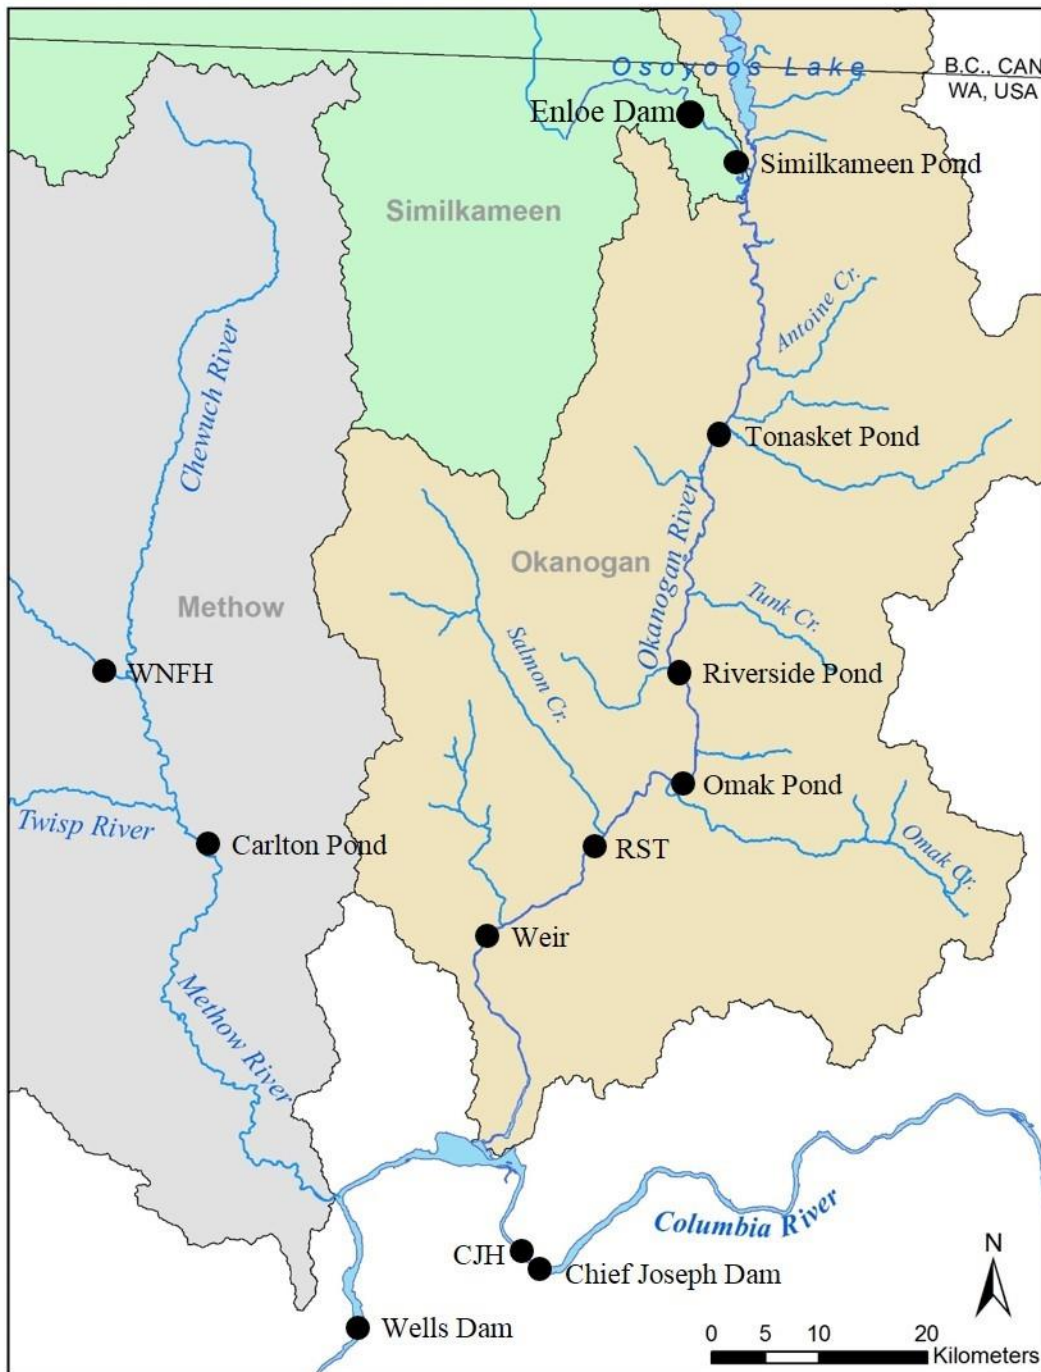 Osoyoos Lake
B.C., CAN
WA, USA
Enloe Dam
Similkameen Pond
Similkameen
Antoine Cr.
Chewuch River
Tonasket Pond
Okanogan River
Okanogan
Methow
Tunk Cr.
Salmon Cr.
WNFH
Riverside Pond
Omak Pond
Twisp River
Carlton Pond
RST
Omak Cr.
Weir
Methow River
Columbia River
CJH
Chief Joseph Dam
N
Wells Dam
0 5 10 20
Kilometers